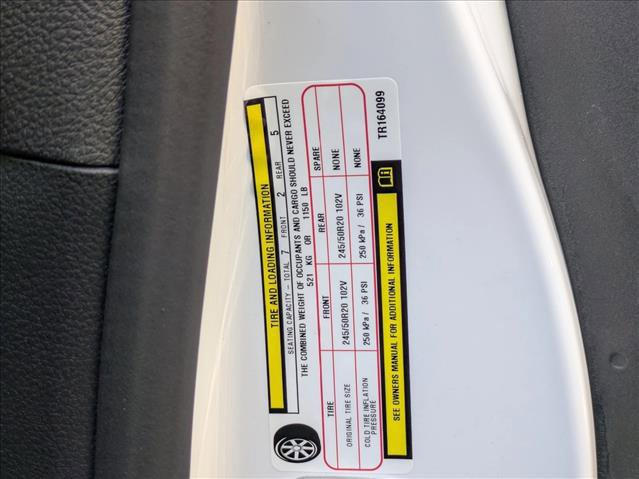 TIRE AND LOADING INFORMATION
SEATING CAPACITY - TOTAL 7 FRONT 2 REAR 5
THE COMBINED WEIGHT OF OCCUPANTS AND CARGO SHOULD NEVER EXCEED
521 KG OR 1150 LB
TIRE FRONT REAR SPARE
ORIGINAL TIRE SIZE 245/50R20 102V 245/50R20 102V NONE
COLD TIRE INFLATION
PRESSURE 250 kPa / 36 PSI 250 kPa / 36 PSI NONE
SEE OWNERS MANUAL FOR ADDITIONAL INFORMATION
TR164099